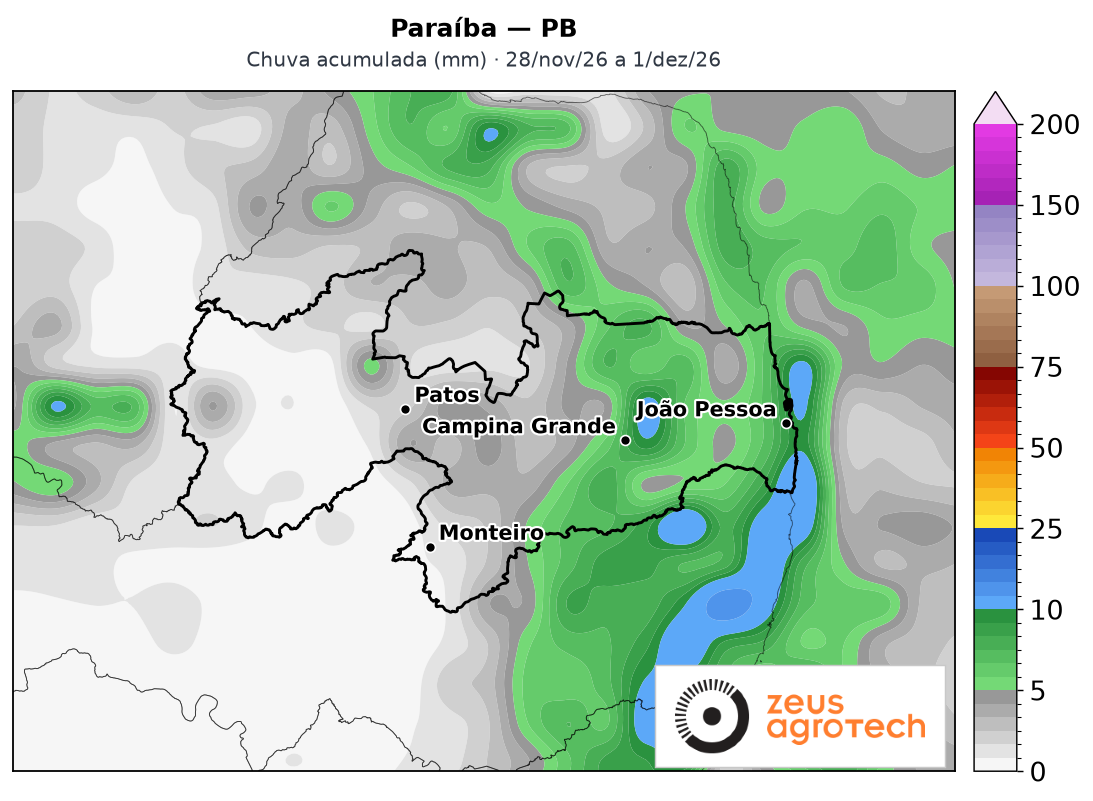 Paraíba — PB
Chuva acumulada (mm) · 28/nov/26 a 1/dez/26
200
150
100
75
50
25
10
5
0
Patos
João Pessoa
Campina Grande
Monteiro
zeus
agrotech